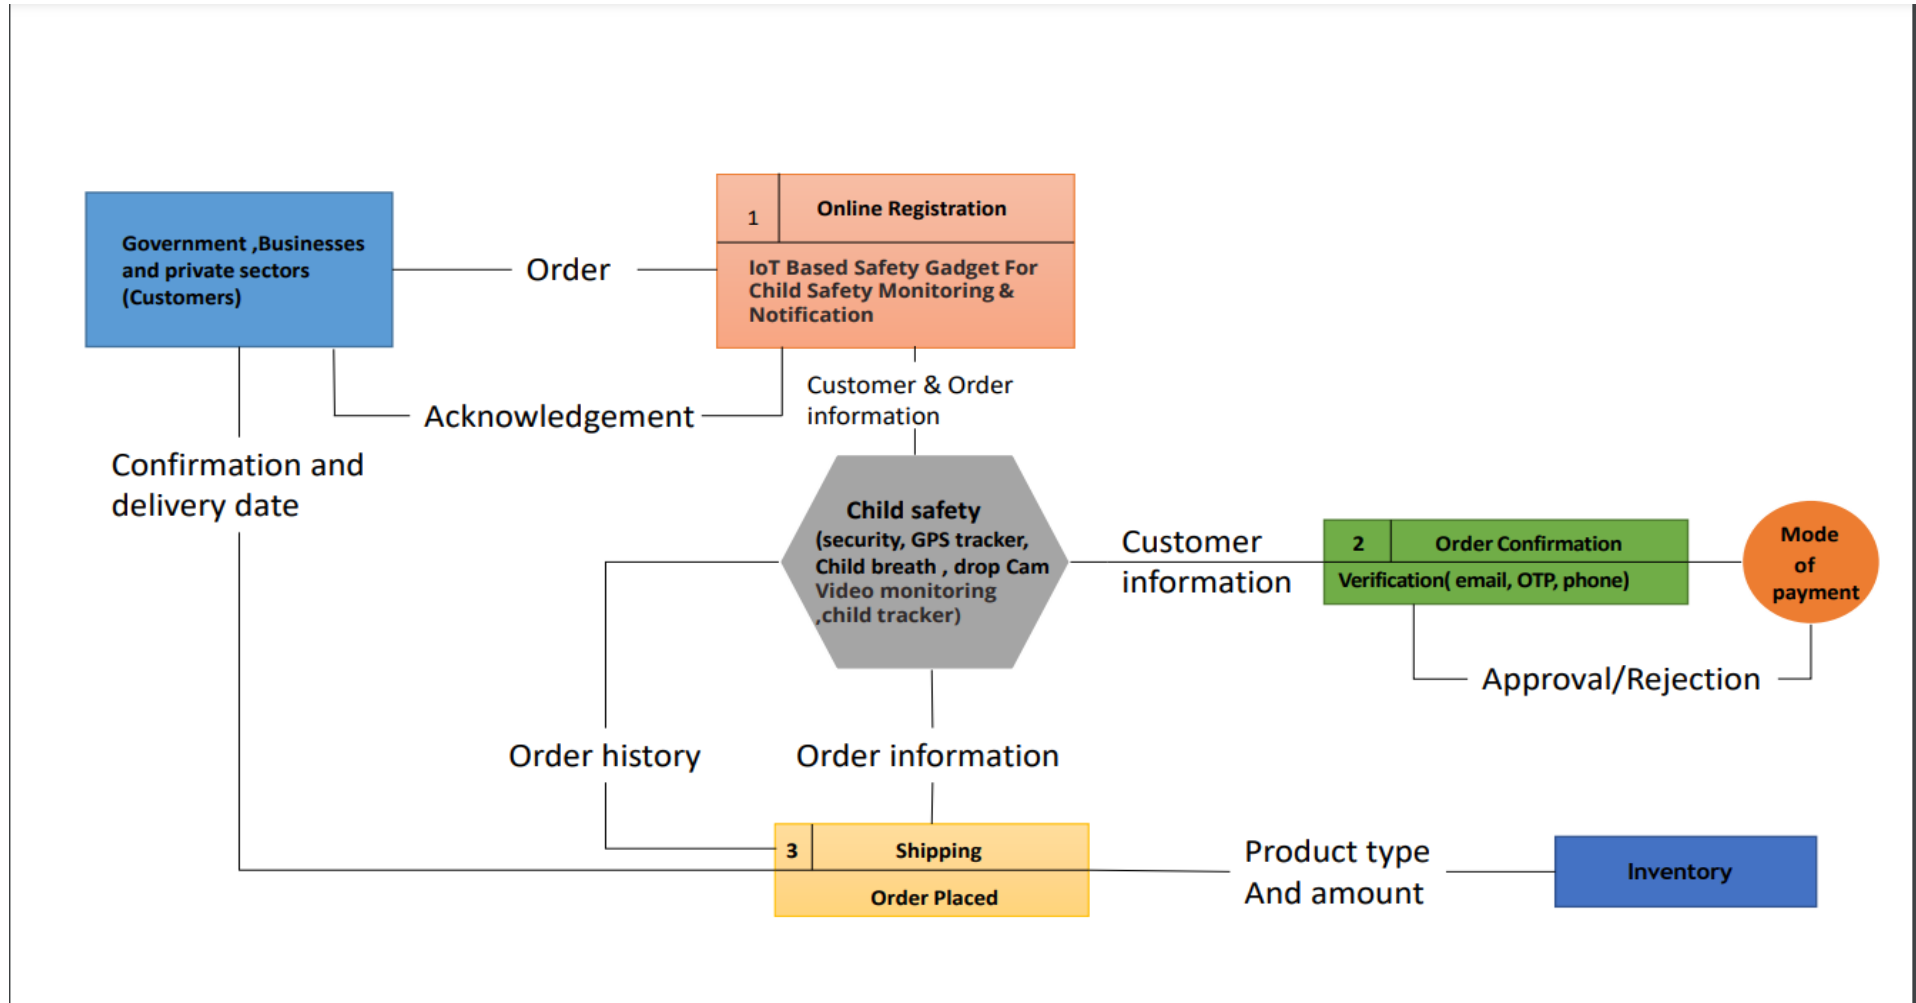 Government ,Businesses
and private sectors
(Customers)
Order
1
Online Registration
IoT Based Safety Gadget For
Child Safety Monitoring &
Notification
Acknowledgement
Customer & Order
information
Confirmation and
delivery date
Child safety
(security, GPS tracker,
Child breath , drop Cam
Video monitoring
,child tracker)
Customer
information
2
Order Confirmation
Verification( email, OTP, phone)
Mode
of
payment
Approval/Rejection
Order history
Order information
3
Shipping
Order Placed
Product type
And amount
Inventory